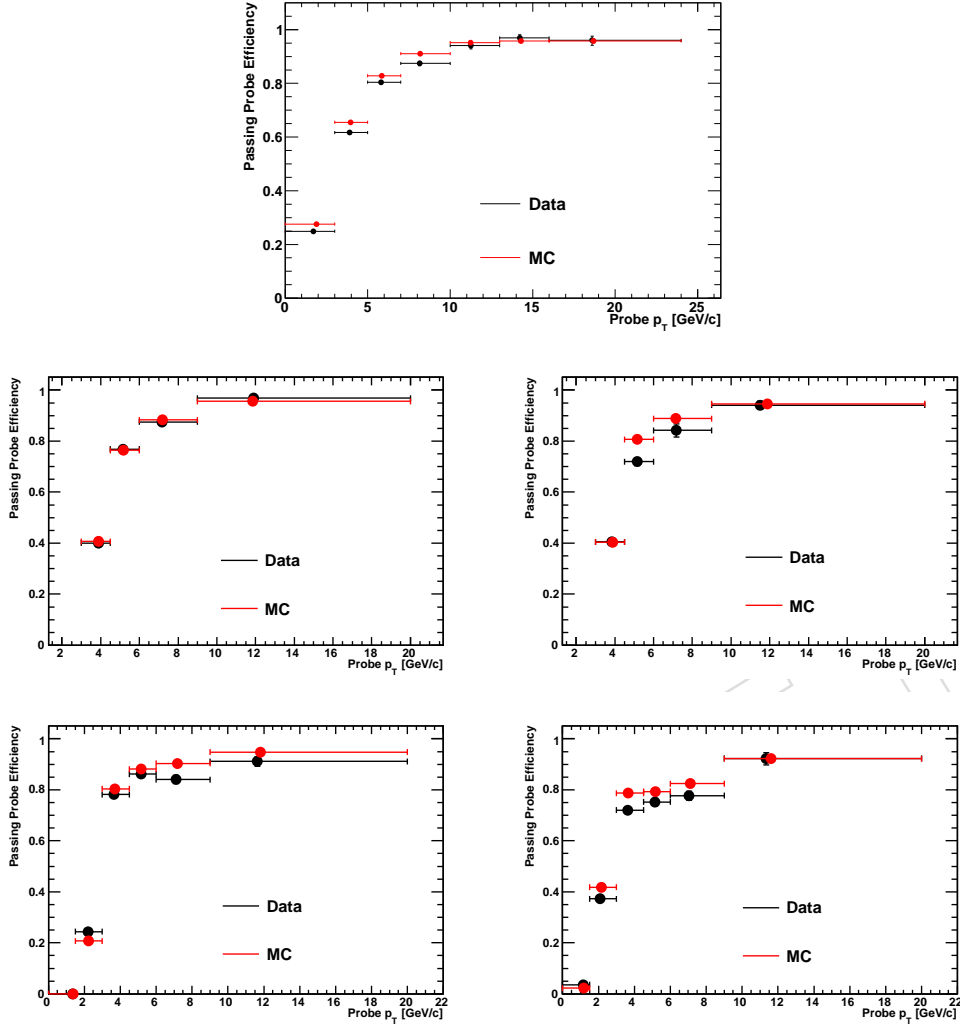 Passing Probe Efficiency
1
0.8
0.6
0.4
0.2
0
Data
MC
0 5 10 15 20 25
Probe p_T [GeV/c]
Passing Probe Efficiency
1
0.8
0.6
0.4
0.2
0
Data
MC
2 4 6 8 10 12 14 16 18 20
Probe p_T [GeV/c]
Passing Probe Efficiency
1
0.8
0.6
0.4
0.2
0
Data
MC
2 4 6 8 10 12 14 16 18 20
Probe p_T [GeV/c]
Passing Probe Efficiency
1
0.8
0.6
0.4
0.2
0
Data
MC
0 2 4 6 8 10 12 14 16 18 20 22
Probe p_T [GeV/c]
Passing Probe Efficiency
1
0.8
0.6
0.4
0.2
0
Data
MC
0 2 4 6 8 10 12 14 16 18 20 22
Probe p_T [GeV/c]